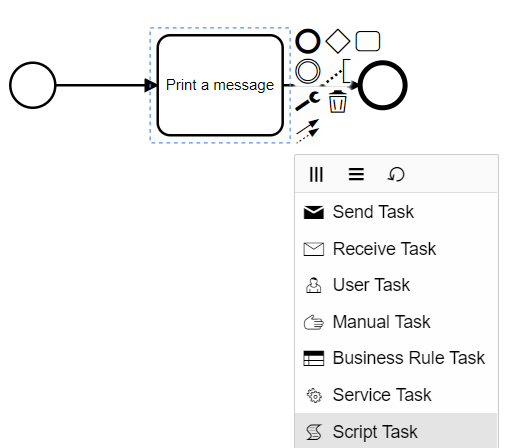 Print a message
Send Task
Receive Task
User Task
Manual Task
Business Rule Task
Service Task
Script Task